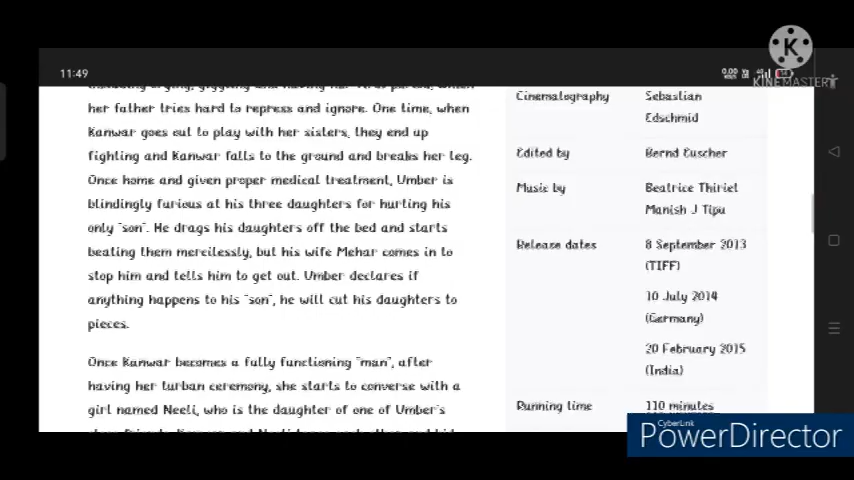 11:49
KINEMASTER
her father tries hard to repress and ignore. One time, when
Kanwar goes out to play with her sisters, they end up
fighting and Kanwar falls to the ground and breaks her leg.
Once home and given proper medical treatment, Umber is
blindingly furious at his three daughters for hurting his
only "son". He drags his daughters off the bed and starts
beating them mercilessly, but his wife Mehar comes in to
stop him and tells him to get out. Umber declares if
anything happens to his "son", he will cut his daughters to
pieces.
Once Kanwar becomes a fully functioning "man", after
having her turban ceremony, she starts to converse with a
girl named Neeli, who is the daughter of one of Umber's
Cinematography Sebastian
Edschmid
Edited by Bernd Euscher
Music by Beatrice Thiriet
Manish J Tipu
Release dates 8 September 2013
(TIFF)
10 July 2014
(Germany)
20 February 2015
(India)
Running time 110 minutes
CyberLink
PowerDirector